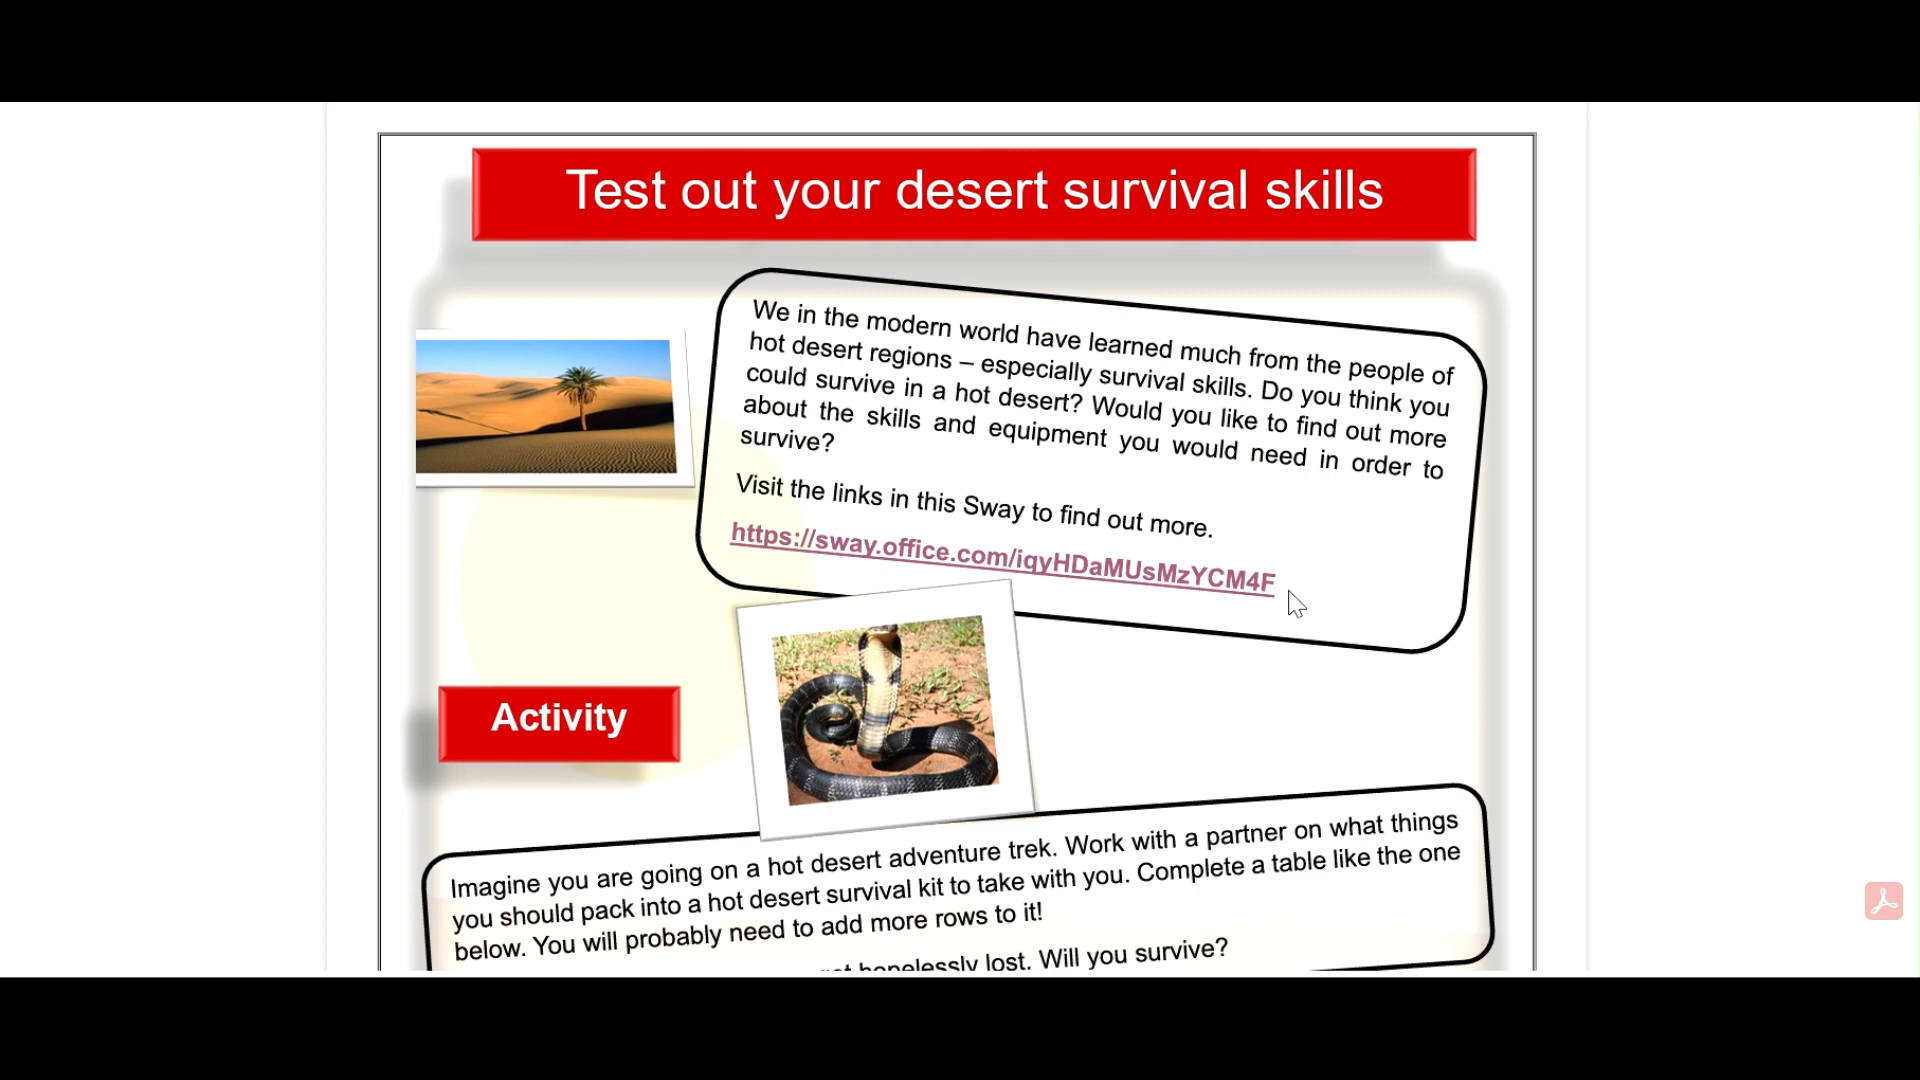 Test out your desert survival skills
We in the modern world have learned much from the people of
hot desert regions – especially survival skills. Do you think you
could survive in a hot desert? Would you like to find out more
about the skills and equipment you would need in order to
survive?
Visit the links in this Sway to find out more.
https://sway.office.com/iqyHDaMUsMzYCM4F
Activity
Imagine you are going on a hot desert adventure trek. Work with a partner on what things
you should pack into a hot desert survival kit to take with you. Complete a table like the one
below. You will probably need to add more rows to it!
hopelessly lost. Will you survive?